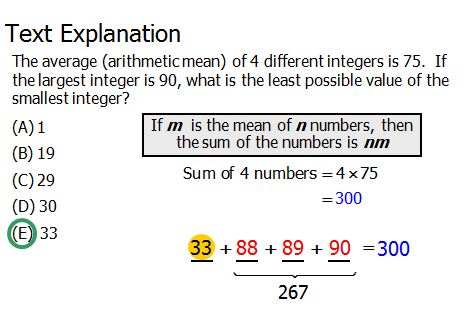 Text Explanation
The average (arithmetic mean) of 4 different integers is 75. If
the largest integer is 90, what is the least possible value of the
smallest integer?
(A) 1
(B) 19
(C) 29
(D) 30
(E) 33
If m is the mean of n numbers, then
the sum of the numbers is nm
Sum of 4 numbers = 4 × 75
= 300
33 + 88 + 89 + 90 = 300
267